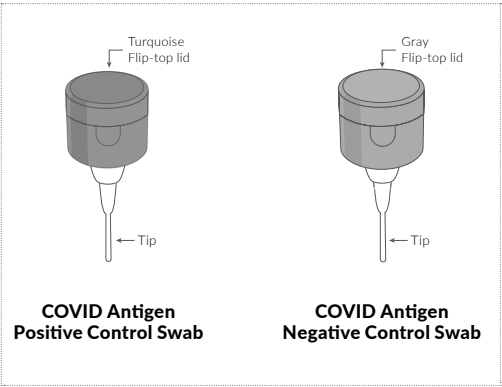 Turquoise
Flip-top lid
Tip
COVID Antigen
Positive Control Swab
Gray
Flip-top lid
Tip
COVID Antigen
Negative Control Swab